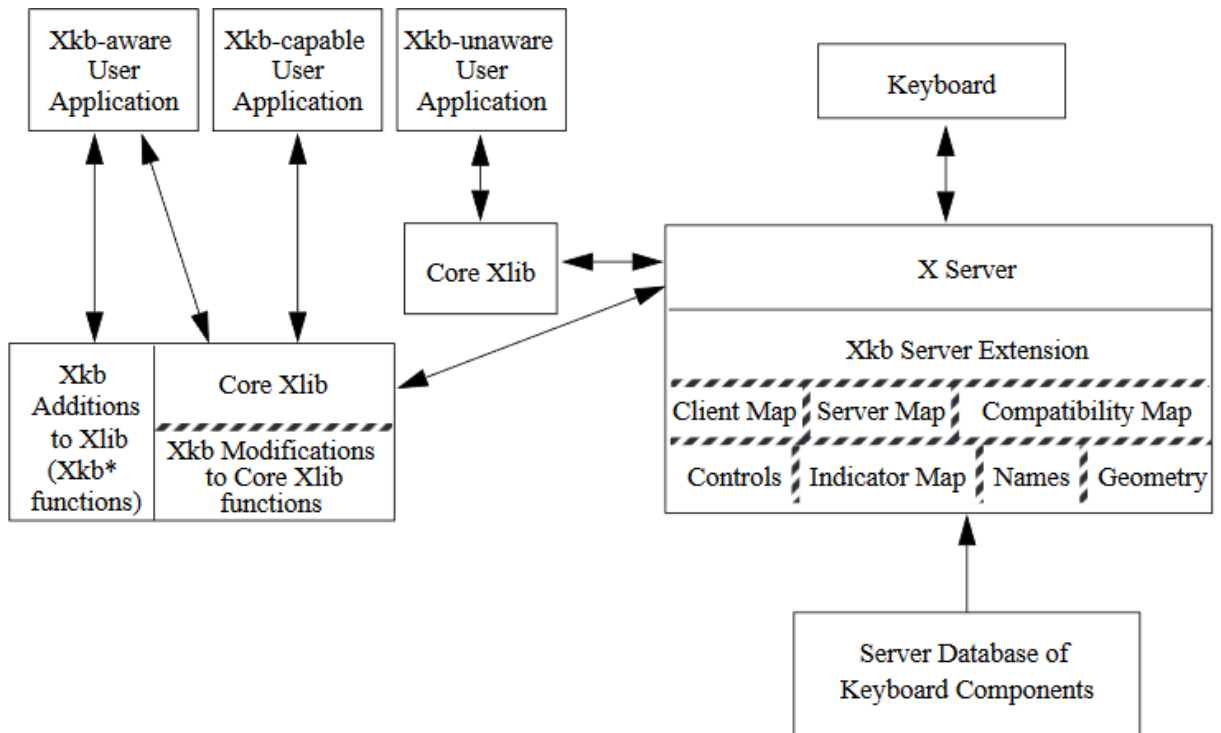 Xkb-aware
User
Application
Xkb-capable
User
Application
Xkb-unaware
User
Application
Keyboard
Core Xlib
X Server
Xkb Server Extension
Client Map
Server Map
Compatibility Map
Controls
Indicator Map
Names
Geometry
Xkb
Additions
to Xlib
(Xkb*
functions)
Core Xlib
Xkb Modifications
to Core Xlib
functions
Server Database of
Keyboard Components